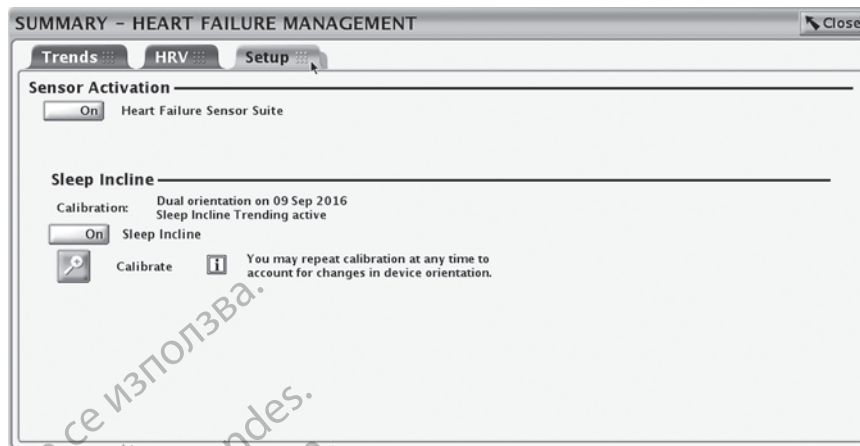 SUMMARY – HEART FAILURE MANAGEMENT
Close
Trends
HRV
Setup
Sensor Activation
On Heart Failure Sensor Suite
Sleep Incline
Calibration: Dual orientation on 09 Sep 2016
Sleep Incline Trending active
On Sleep Incline
Calibrate
You may repeat calibration at any time to
account for changes in device orientation.
се използва.